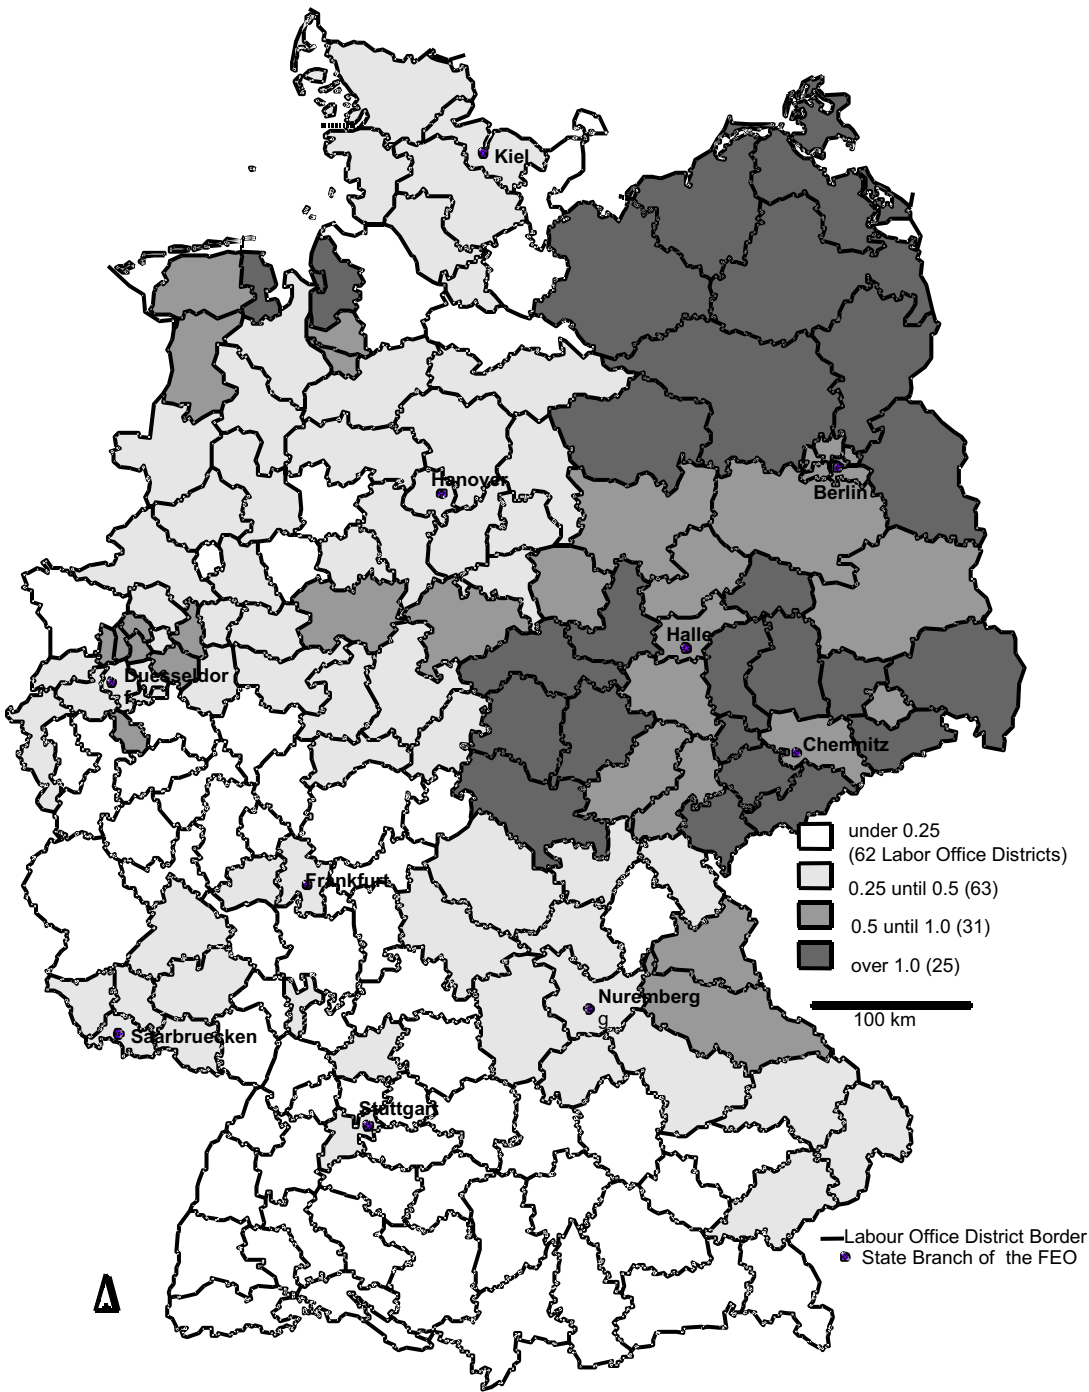 Kiel
Hanover
Berlin
Halle
Duesseldor
f
Chemnitz
under 0.25
(62 Labor Office Districts)
0.25 until 0.5 (63)
Frankfurt
0.5 until 1.0 (31)
over 1.0 (25)
Nuremberg
g
100 km
Saarbruecken
Stuttgart
Labour Office District Border
State Branch of the FEO